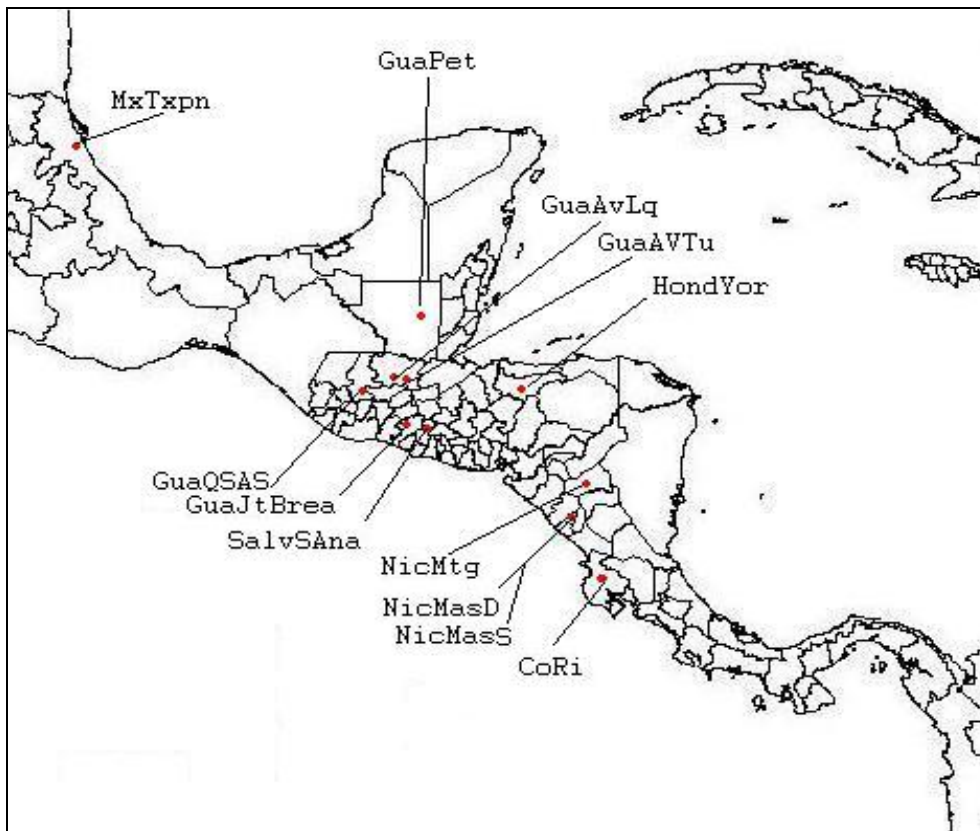 GuaPet
MxTxpn
GuaAvLq
GuaAVTu
HondYor
GuaQSAS
GuaJtBrea
SalvSAna
NicMtg
NicMasD
NicMasS
CoRi